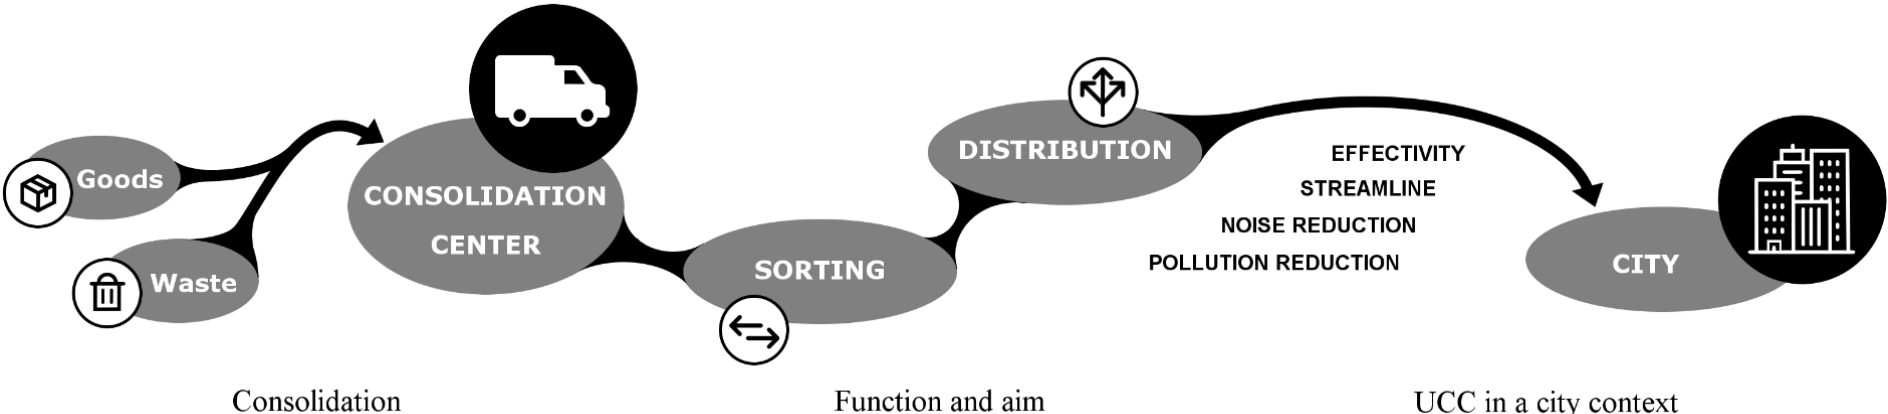 Goods
Waste
CONSOLIDATION
CENTER
SORTING
DISTRIBUTION
EFFECTIVITY
STREAMLINE
NOISE REDUCTION
POLLUTION REDUCTION
CITY
Consolidation
Function and aim
UCC in a city context